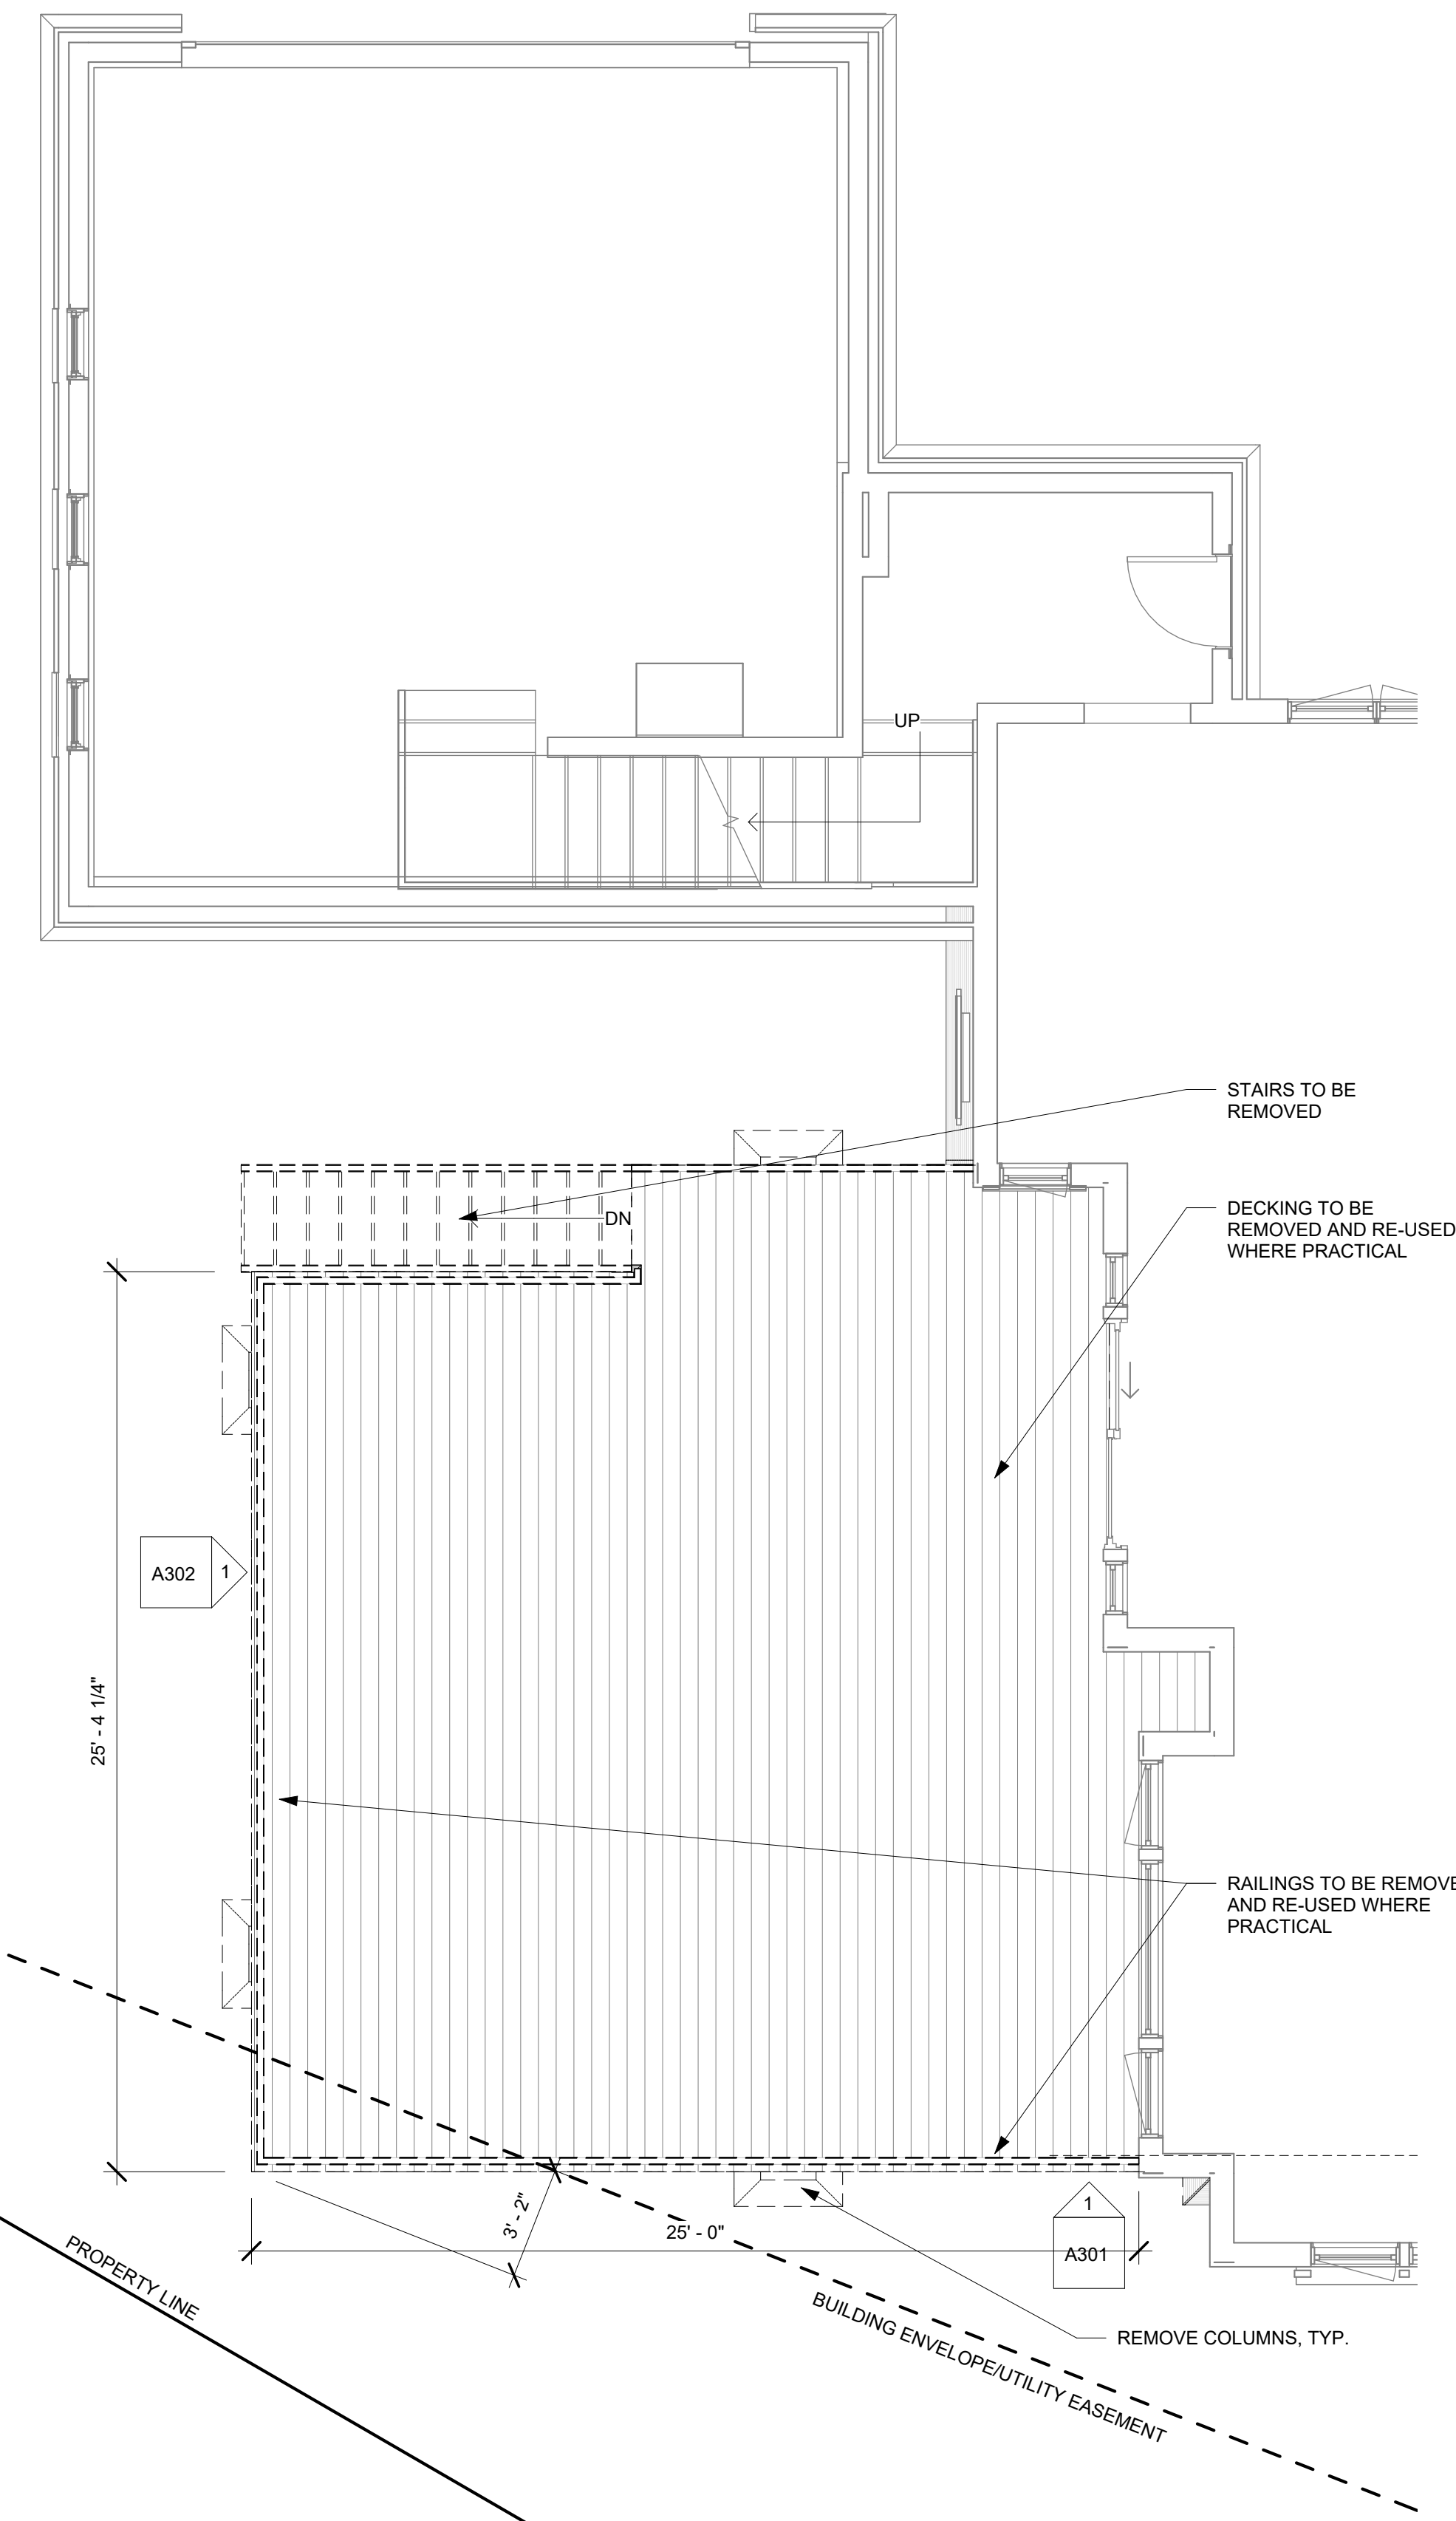 UP
STAIRS TO BE
REMOVED
DN
DECKING TO BE
REMOVED AND RE-USED
WHERE PRACTICAL
A302
1
25' - 4 1/4"
RAILINGS TO BE REMOVE
AND RE-USED WHERE
PRACTICAL
3' - 2"
25' - 0"
1
A301
PROPERTY LINE
BUILDING ENVELOPE/UTILITY EASEMENT
REMOVE COLUMNS, TYP.